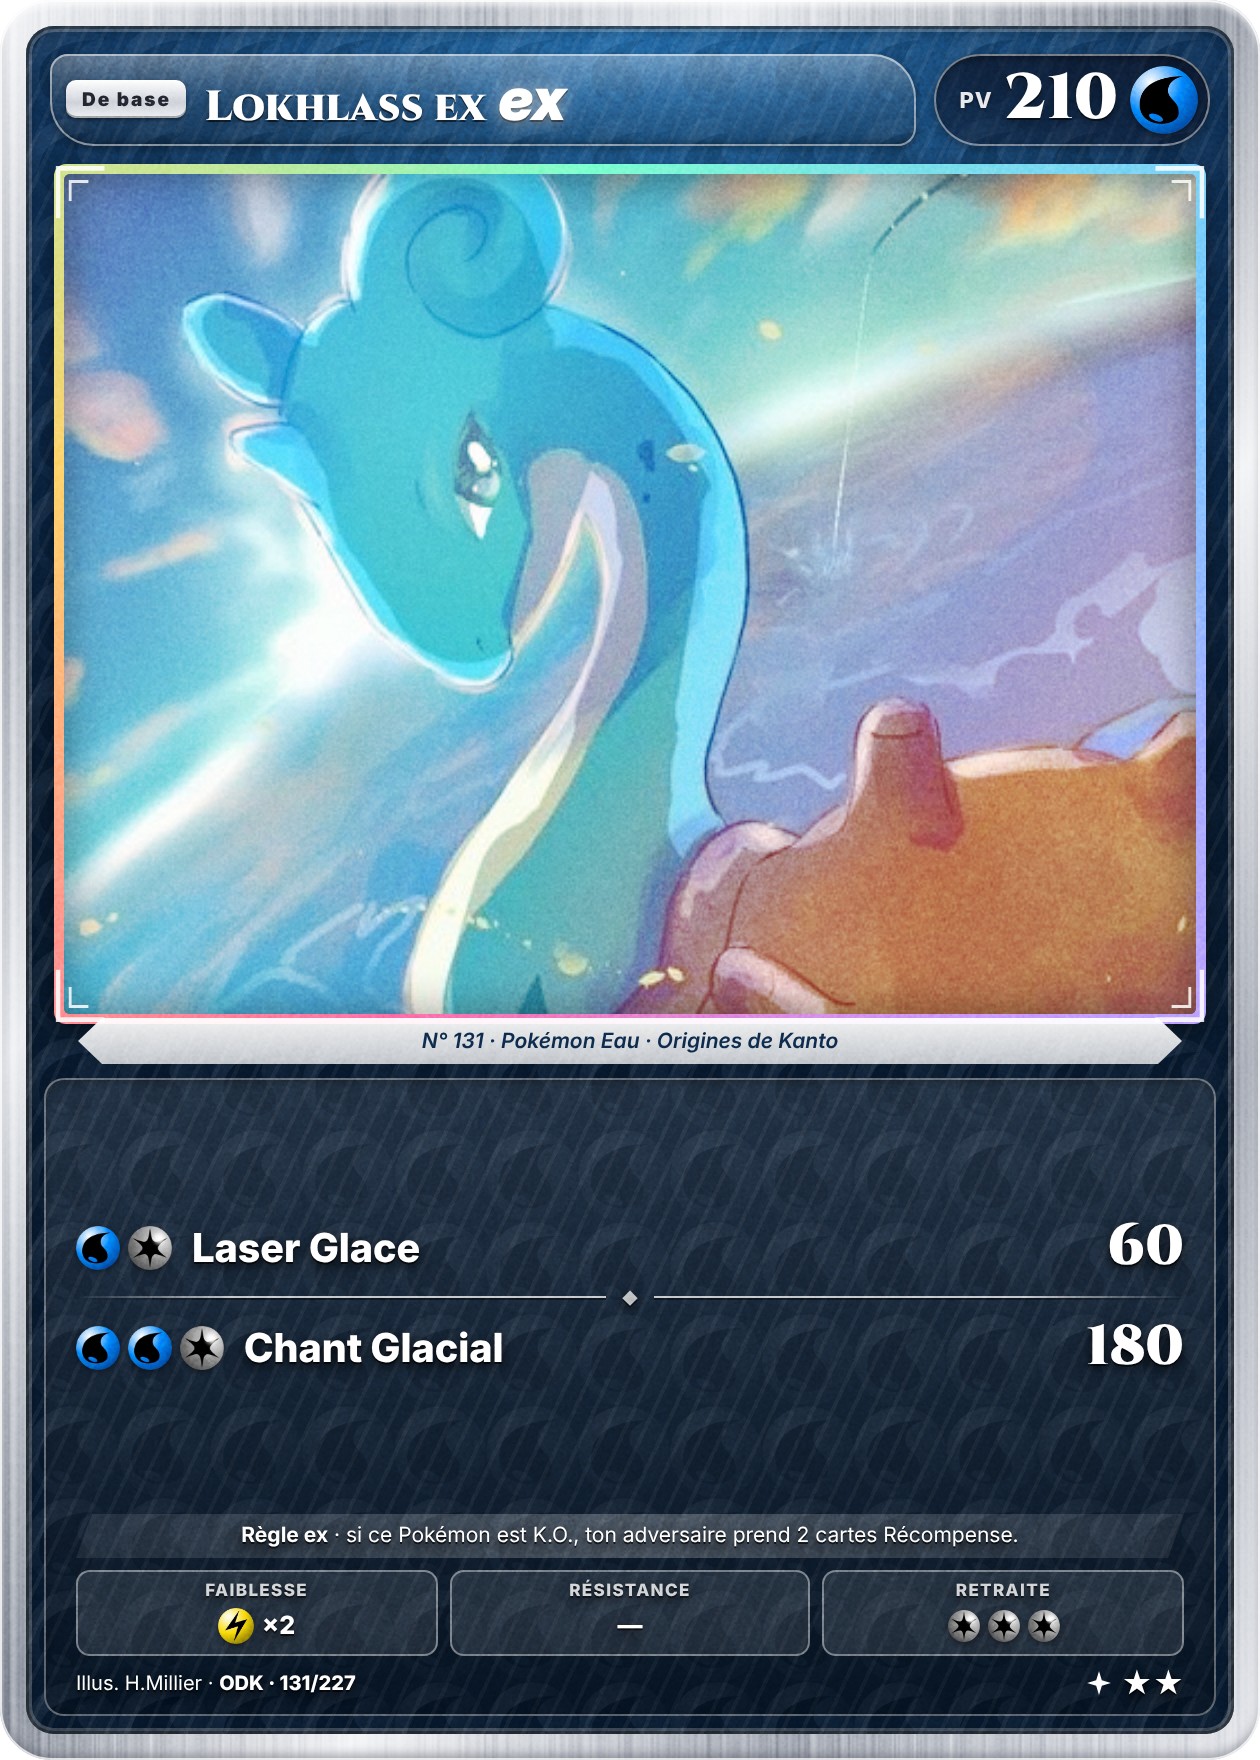 De base LOKHLASS EX ex PV 210
N° 131 · Pokémon Eau · Origines de Kanto
Laser Glace 60
Chant Glacial 180
Règle ex · si ce Pokémon est K.O., ton adversaire prend 2 cartes Récompense.
FAIBLESSE RÉSISTANCE RETRAITE
×2 —
Illus. H.Millier · ODK · 131/227